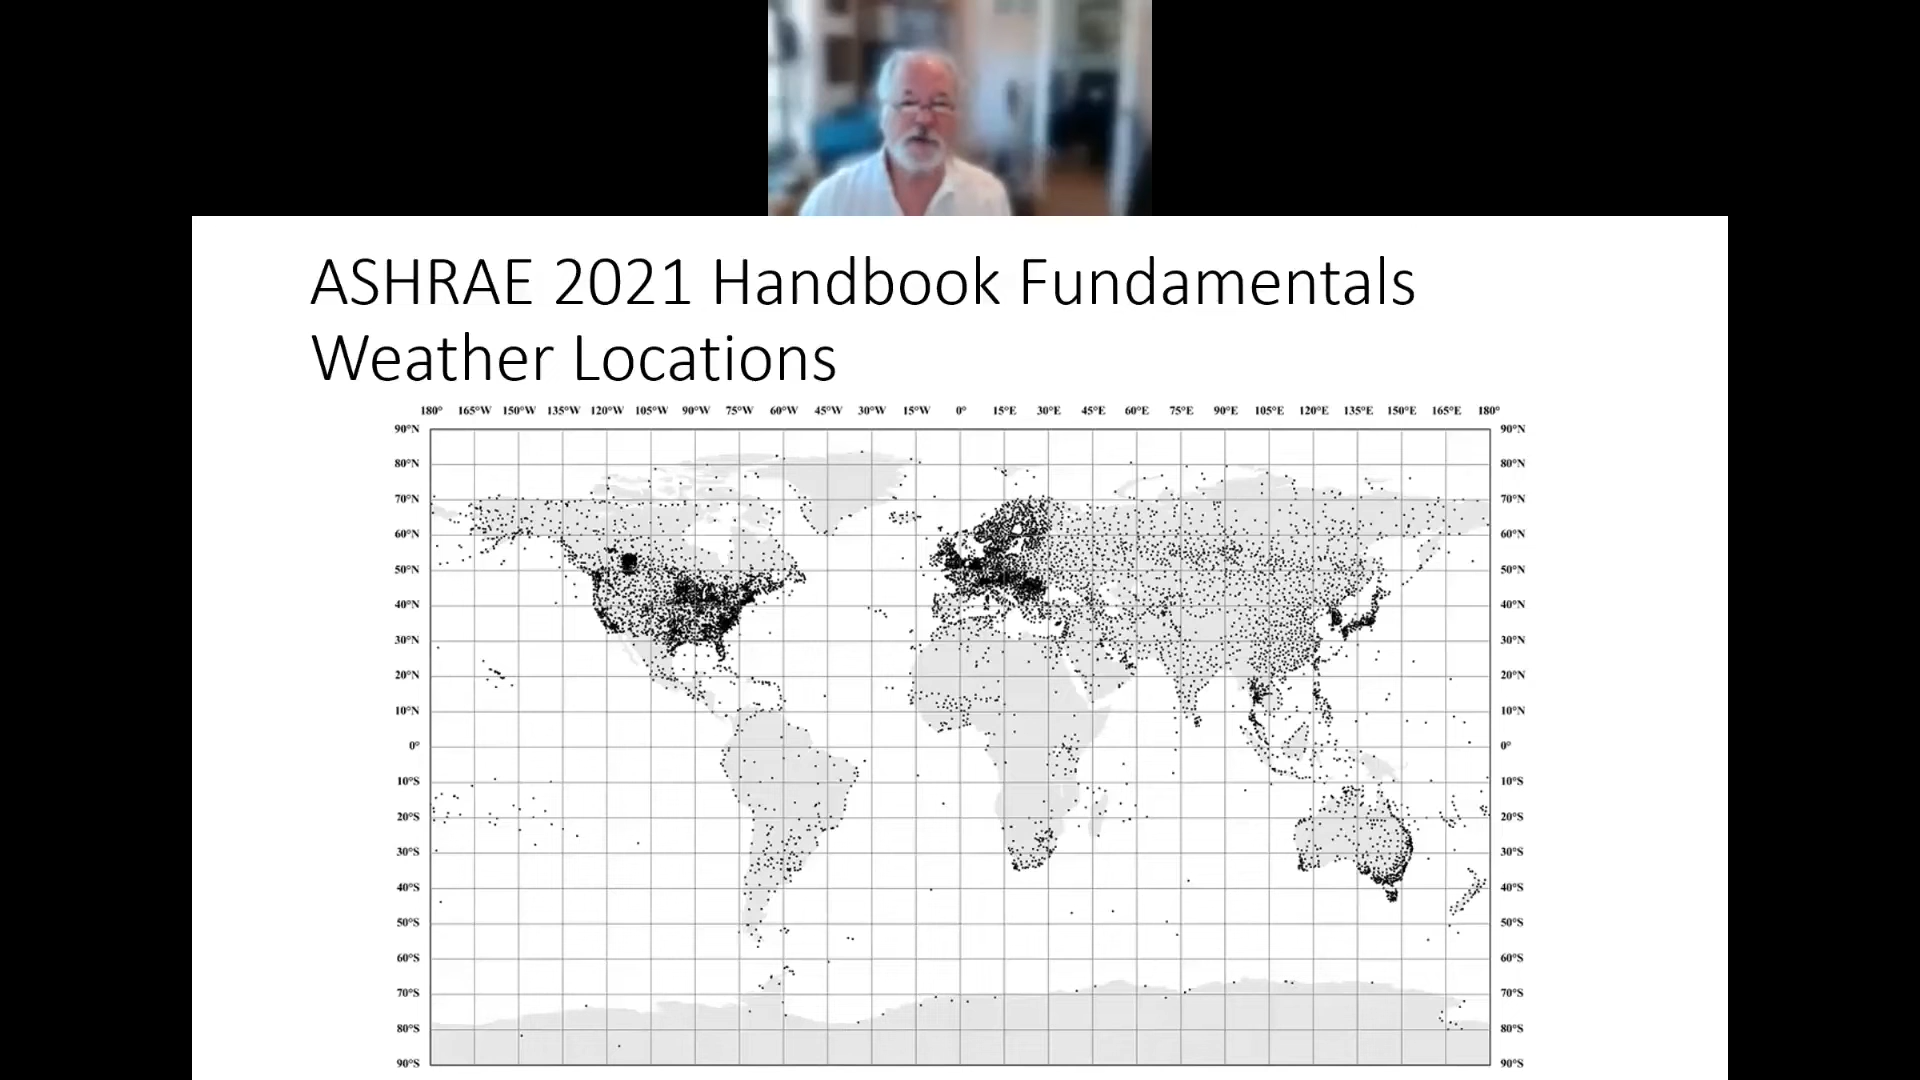 ASHRAE 2021 Handbook Fundamentals
Weather Locations
180° 165°W 150°W 135°W 120°W 105°W 90°W 75°W 60°W 45°W 30°W 15°W 0° 15°E 30°E 45°E 60°E 75°E 90°E 105°E 120°E 135°E 150°E 165°E 180°
90°N 90°N
80°N 80°N
70°N 70°N
60°N 60°N
50°N 50°N
40°N 40°N
30°N 30°N
20°N 20°N
10°N 10°N
0° 0°
10°S 10°S
20°S 20°S
30°S 30°S
40°S 40°S
50°S 50°S
60°S 60°S
70°S 70°S
80°S 80°S
90°S 90°S